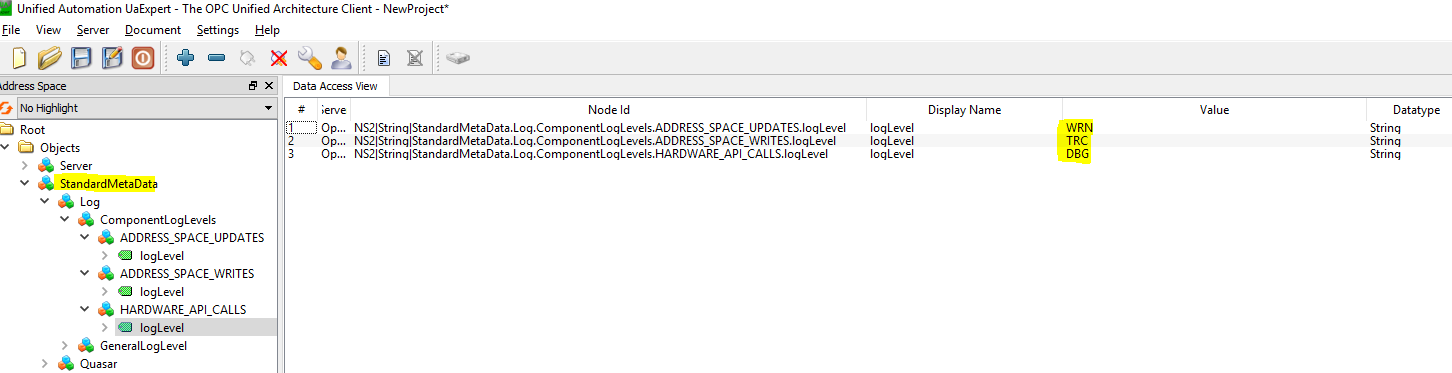 Unified Automation UaExpert - The OPC Unified Architecture Client - NewProject*
File View Server Document Settings Help
Address Space
No Highlight
Root
Objects
Server
StandardMetaData
Log
ComponentLogLevels
ADDRESS_SPACE_UPDATES
logLevel
ADDRESS_SPACE_WRITES
logLevel
HARDWARE_API_CALLS
logLevel
GeneralLogLevel
Quasar
Data Access View
# Serve Node Id Display Name Value Datatype
1 Op... NS2|String|StandardMetaData.Log.ComponentLogLevels.ADDRESS_SPACE_UPDATES.logLevel logLevel WRN String
2 Op... NS2|String|StandardMetaData.Log.ComponentLogLevels.ADDRESS_SPACE_WRITES.logLevel logLevel TRC String
3 Op... NS2|String|StandardMetaData.Log.ComponentLogLevels.HARDWARE_API_CALLS.logLevel logLevel DBG String